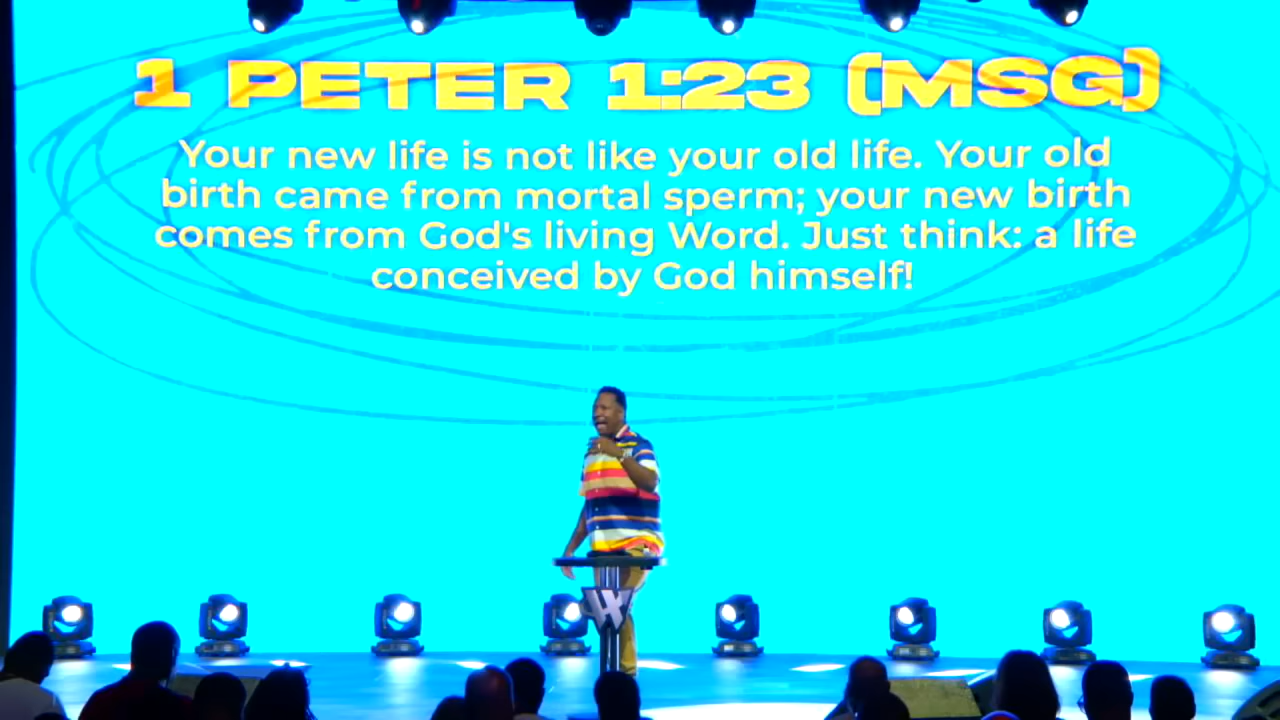 1 PETER 1:23 (MSG)
Your new life is not like your old life. Your old
birth came from mortal sperm; your new birth
comes from God's living Word. Just think: a life
conceived by God himself!